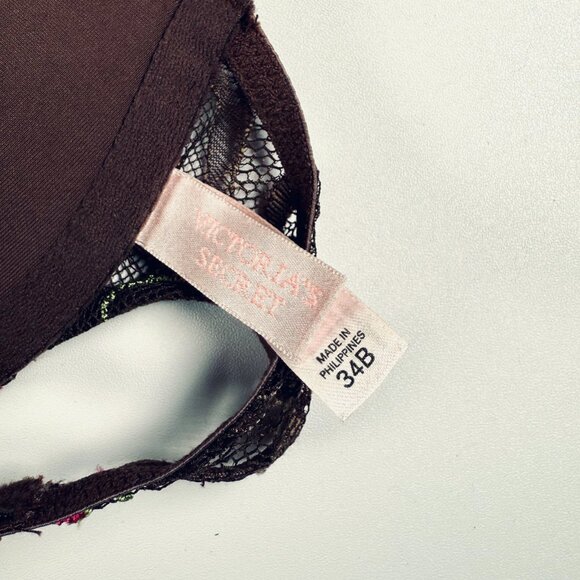 VICTORIA'S
SECRET
MADE IN
PHILIPPINES
34B